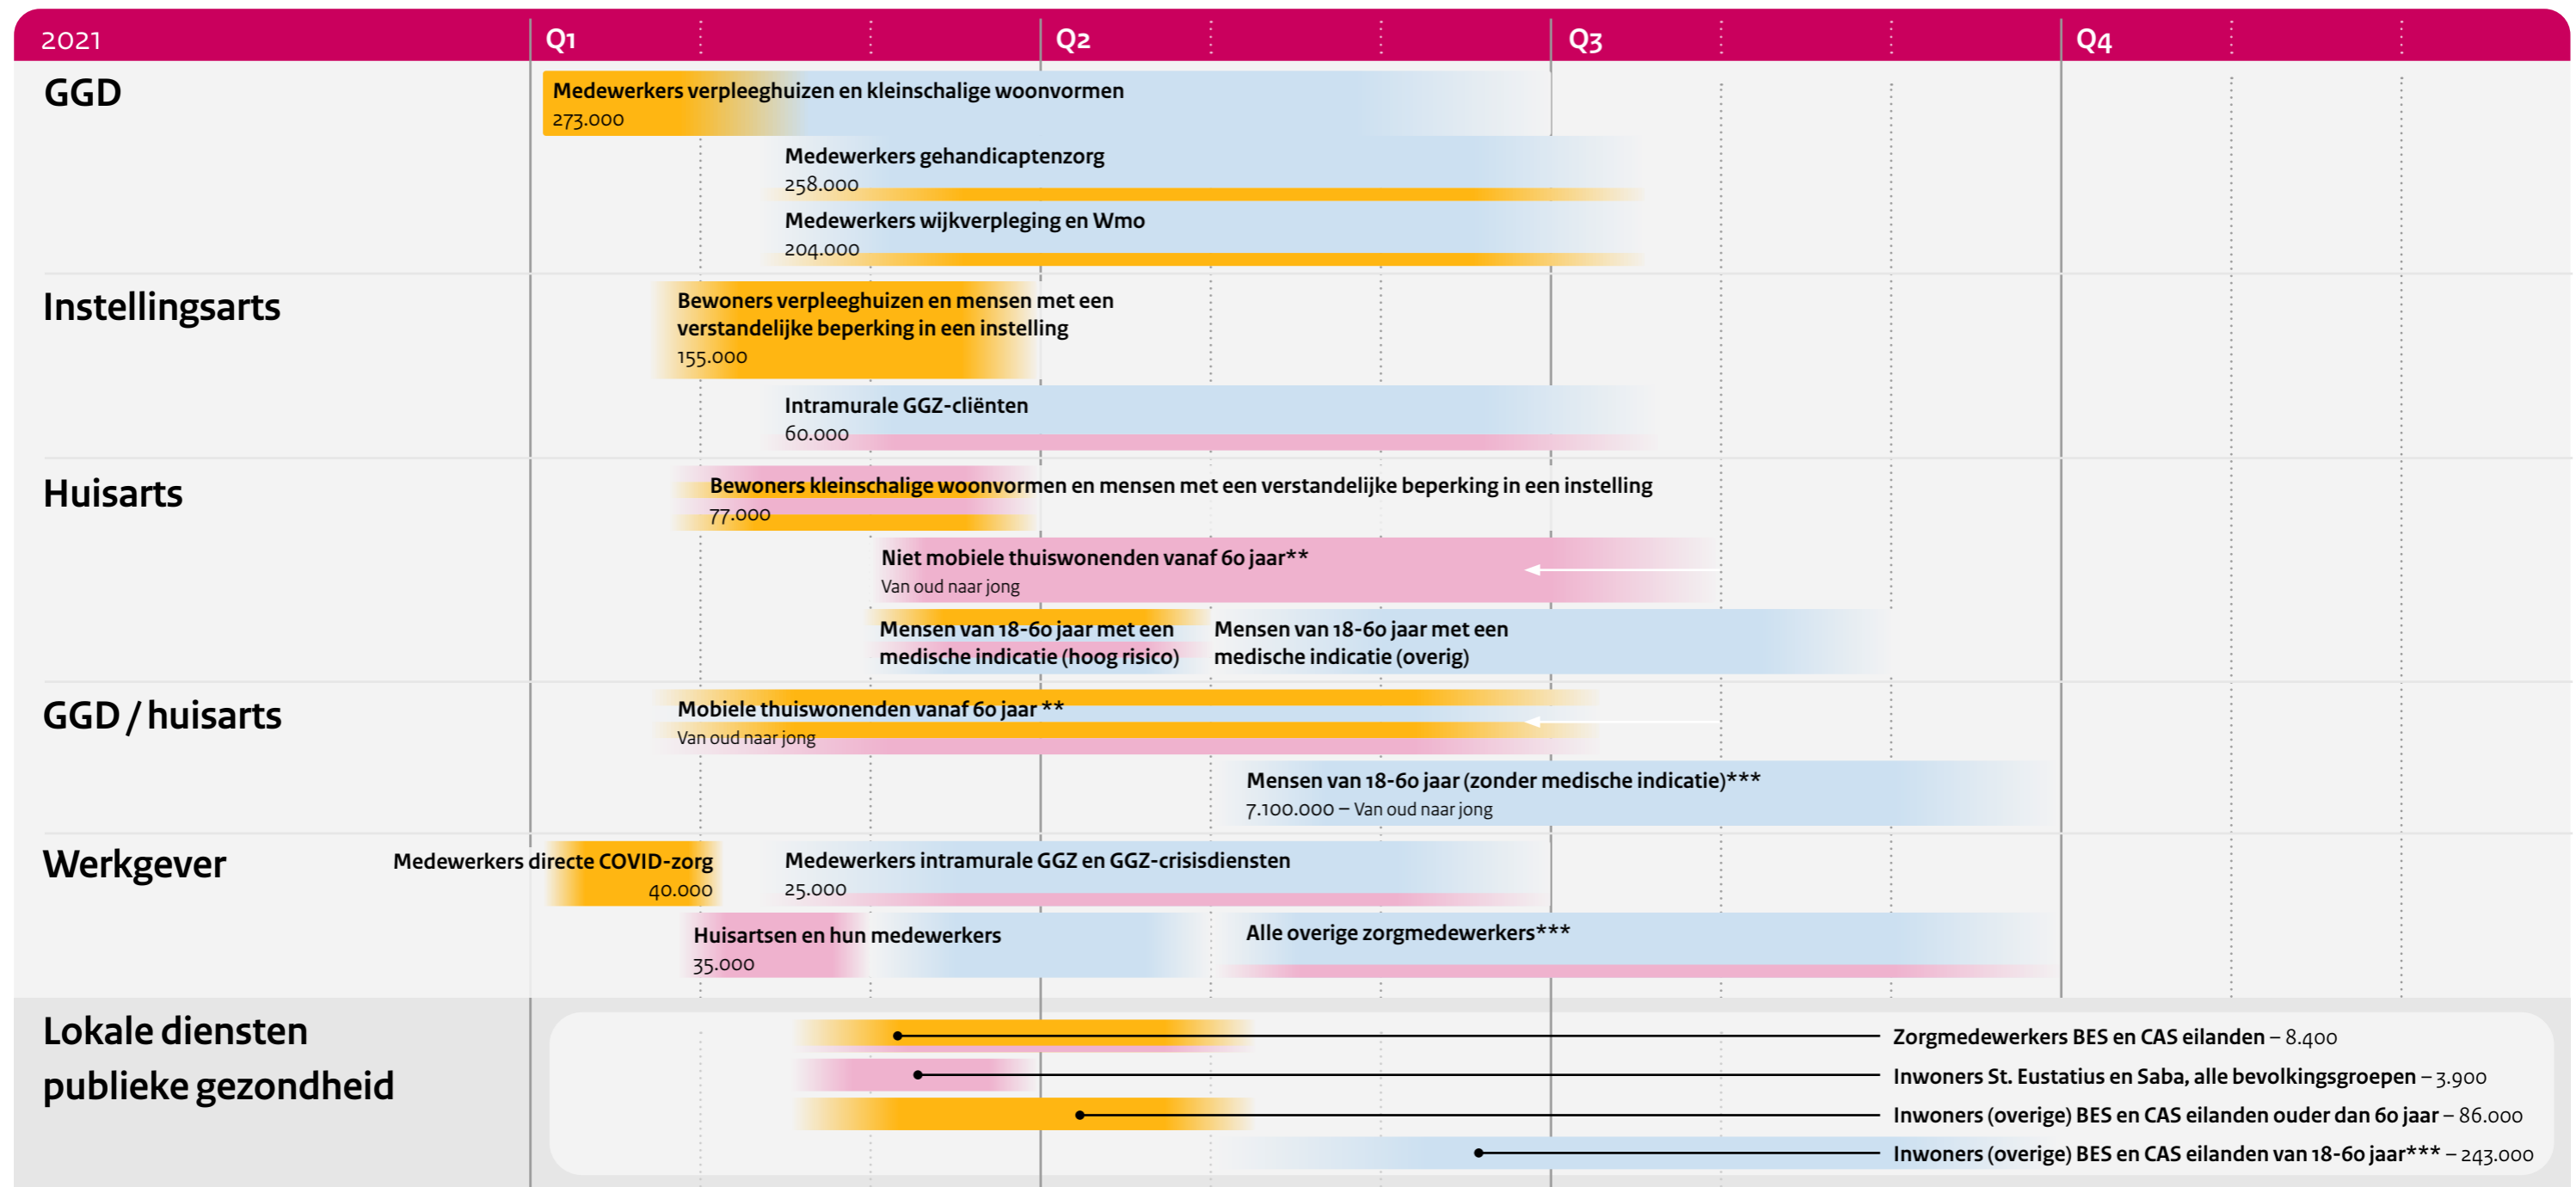 2021 Q1 Q2 Q3 Q4
GGD
Medewerkers verpleeghuizen en kleinschalige woonvormen
273.000
Medewerkers gehandicaptenzorg
258.000
Medewerkers wijkverpleging en Wmo
204.000
Instellingsarts
Bewoners verpleeghuizen en mensen met een
verstandelijke beperking in een instelling
155.000
Intramurale GGZ-cliënten
60.000
Huisarts
Bewoners kleinschalige woonvormen en mensen met een verstandelijke beperking in een instelling
77.000
Niet mobiele thuiswonenden vanaf 60 jaar**
Van oud naar jong
Mensen van 18-60 jaar met een
medische indicatie (hoog risico)
Mensen van 18-60 jaar met een
medische indicatie (overig)
GGD / huisarts
Mobiele thuiswonenden vanaf 60 jaar **
Van oud naar jong
Mensen van 18-60 jaar (zonder medische indicatie)***
7.100.000 – Van oud naar jong
Werkgever
Medewerkers directe COVID-zorg
40.000
Medewerkers intramurale GGZ en GGZ-crisisdiensten
25.000
Huisartsen en hun medewerkers
35.000
Alle overige zorgmedewerkers***
Lokale diensten
publieke gezondheid
Zorgmedewerkers BES en CAS eilanden – 8.400
Inwoners St. Eustatius en Saba, alle bevolkingsgroepen – 3.900
Inwoners (overige) BES en CAS eilanden ouder dan 60 jaar – 86.000
Inwoners (overige) BES en CAS eilanden van 18-60 jaar*** – 243.000